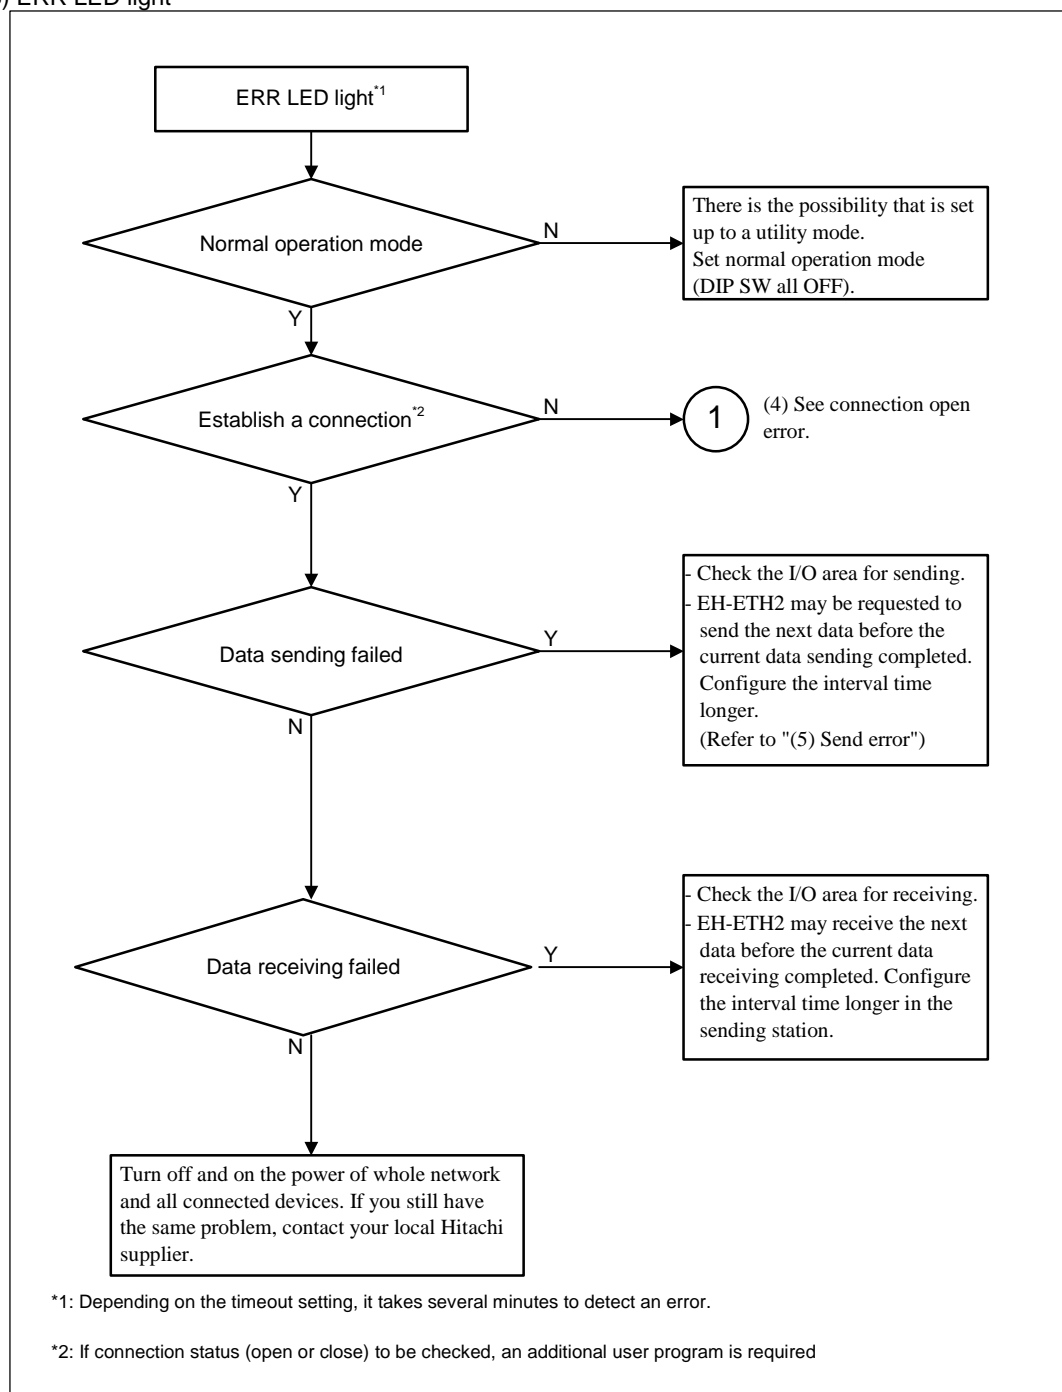 ) ERR LED light
ERR LED light*1
Normal operation mode
N
There is the possibility that is set
up to a utility mode.
Set normal operation mode
(DIP SW all OFF).
Y
Establish a connection*2
N
1
(4) See connection open
error.
Y
Data sending failed
Y
- Check the I/O area for sending.
- EH-ETH2 may be requested to
send the next data before the
current data sending completed.
Configure the interval time
longer.
(Refer to "(5) Send error")
N
Data receiving failed
Y
- Check the I/O area for receiving.
- EH-ETH2 may receive the next
data before the current data
receiving completed. Configure
the interval time longer in the
sending station.
N
Turn off and on the power of whole network
and all connected devices. If you still have
the same problem, contact your local Hitachi
supplier.
*1: Depending on the timeout setting, it takes several minutes to detect an error.
*2: If connection status (open or close) to be checked, an additional user program is required